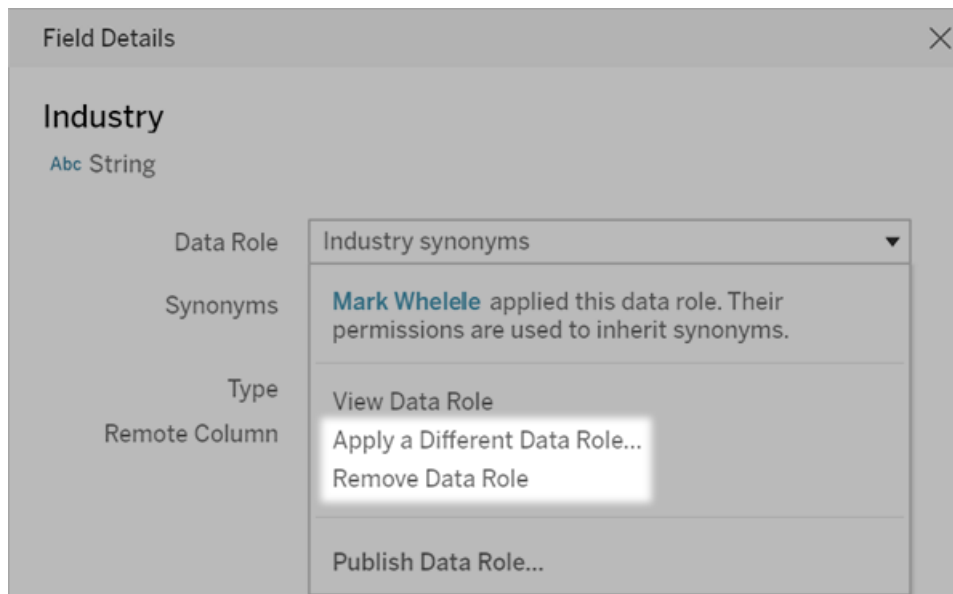 Field Details
Industry
Abc String
Data Role
Industry synonyms
Synonyms
Mark Whelele applied this data role. Their
permissions are used to inherit synonyms.
Type
View Data Role
Remote Column
Apply a Different Data Role...
Remove Data Role
Publish Data Role...